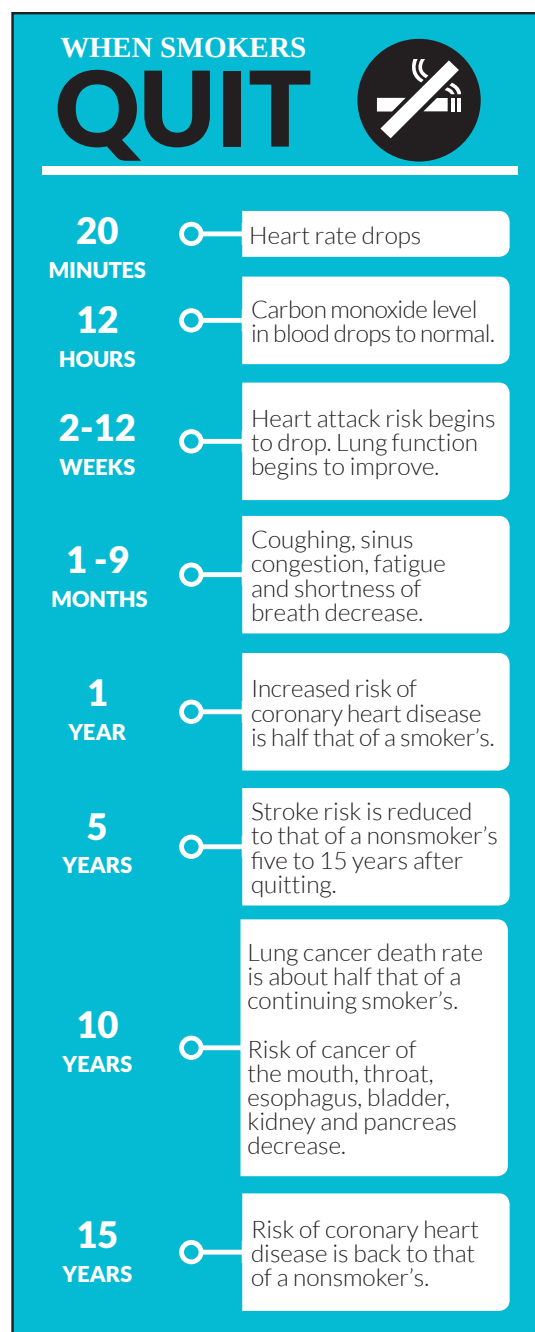 WHEN SMOKERS
QUIT
20
MINUTES
Heart rate drops
12
HOURS
Carbon monoxide level
in blood drops to normal.
2-12
WEEKS
Heart attack risk begins
to drop. Lung function
begins to improve.
1 -9
MONTHS
Coughing, sinus
congestion, fatigue
and shortness of
breath decrease.
1
YEAR
Increased risk of
coronary heart disease
is half that of a smoker's.
5
YEARS
Stroke risk is reduced
to that of a nonsmoker's
five to 15 years after
quitting.
10
YEARS
Lung cancer death rate
is about half that of a
continuing smoker's.
Risk of cancer of
the mouth, throat,
esophagus, bladder,
kidney and pancreas
decrease.
15
YEARS
Risk of coronary heart
disease is back to that
of a nonsmoker's.